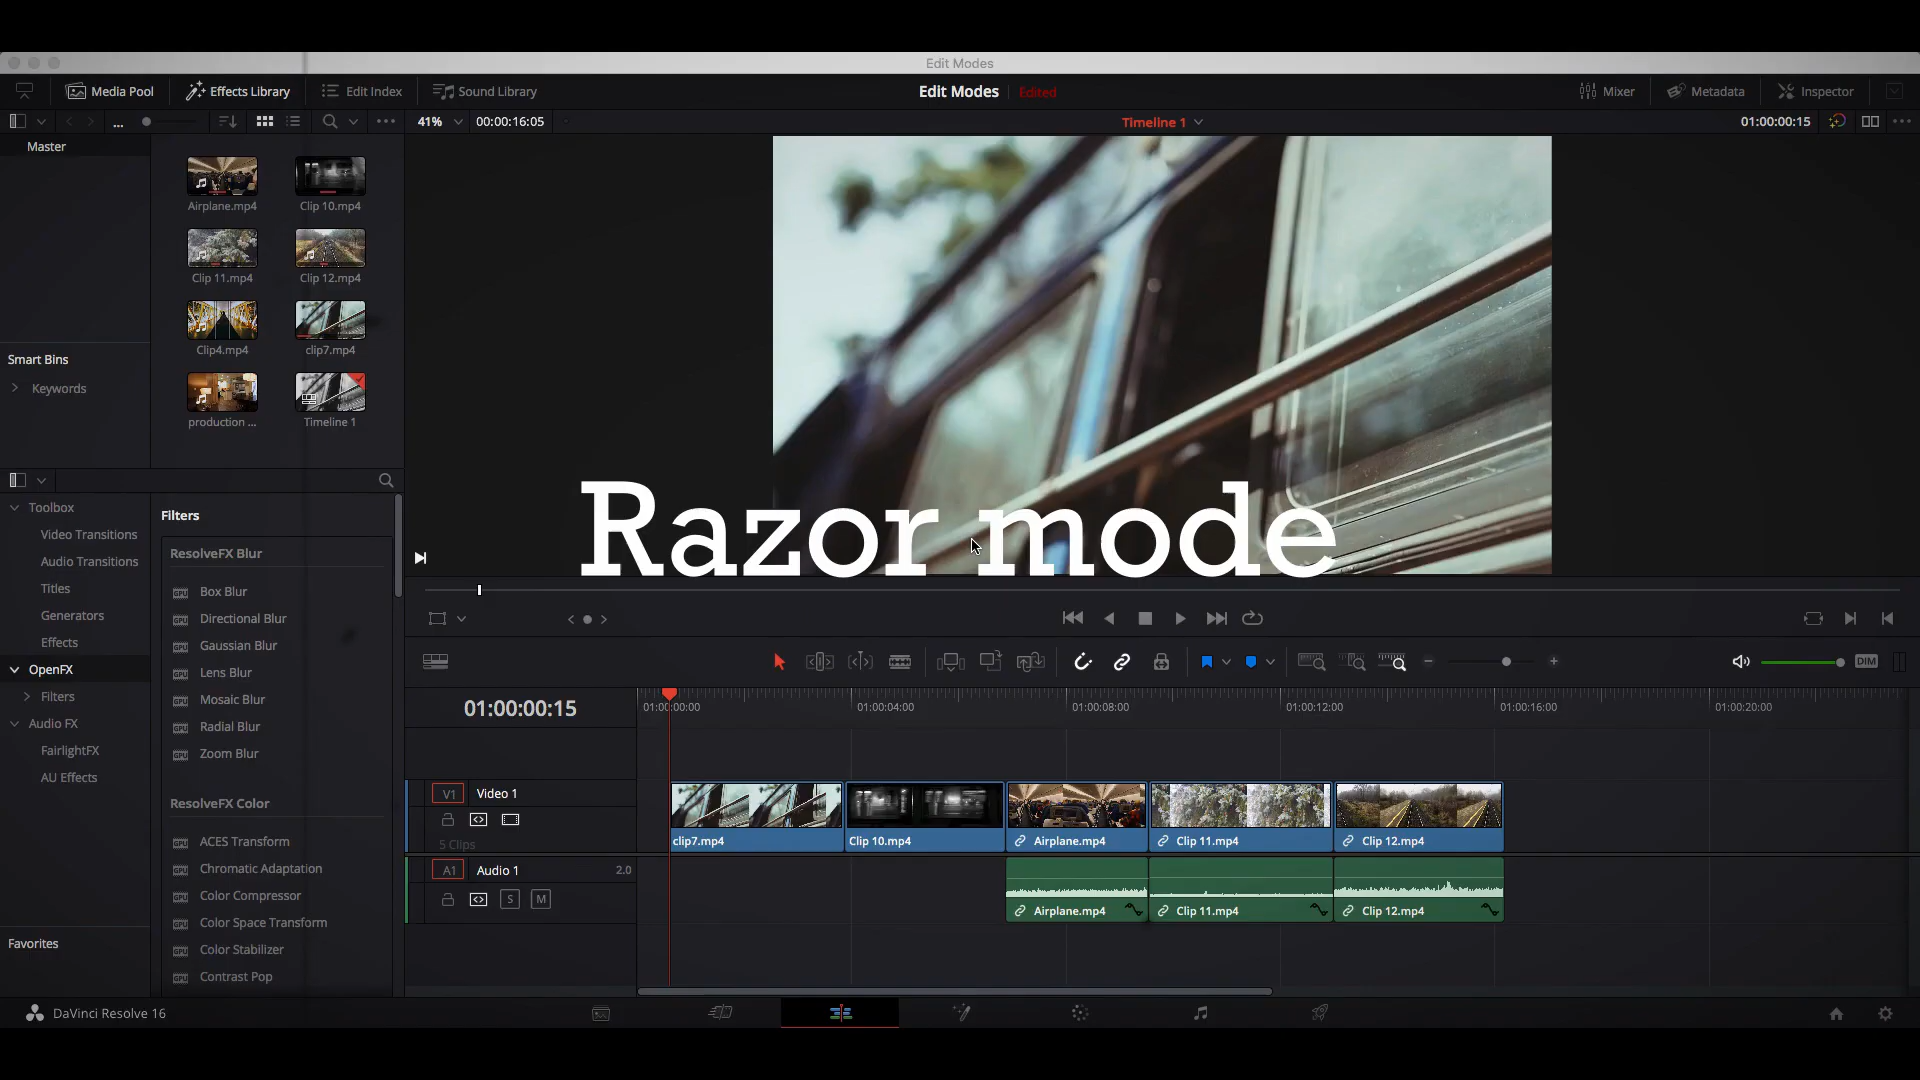 Edit Modes
Media Pool
Effects Library
Edit Index
Sound Library
Edit Modes
Edited
Mixer
Metadata
Inspector
...
41%
00:00:16:05
Timeline 1
01:00:00:15
Master
Airplane.mp4
Clip 10.mp4
Clip 11.mp4
Clip 12.mp4
Clip4.mp4
clip7.mp4
production ...
Timeline 1
Smart Bins
Keywords
Razor mode
Toolbox
Video Transitions
Audio Transitions
Titles
Generators
Effects
OpenFX
Filters
Audio FX
FairlightFX
AU Effects
Favorites
Filters
ResolveFX Blur
Box Blur
Directional Blur
Gaussian Blur
Lens Blur
Mosaic Blur
Radial Blur
Zoom Blur
ResolveFX Color
ACES Transform
Chromatic Adaptation
Color Compressor
Color Space Transform
Color Stabilizer
Contrast Pop
DIM
01:00:00:15
01:00:00:00
01:00:04:00
01:00:08:00
01:00:12:00
01:00:16:00
01:00:20:00
V1
Video 1
5 Clips
clip7.mp4
Clip 10.mp4
Airplane.mp4
Clip 11.mp4
Clip 12.mp4
A1
Audio 1
2.0
S
M
Airplane.mp4
Clip 11.mp4
Clip 12.mp4
DaVinci Resolve 16